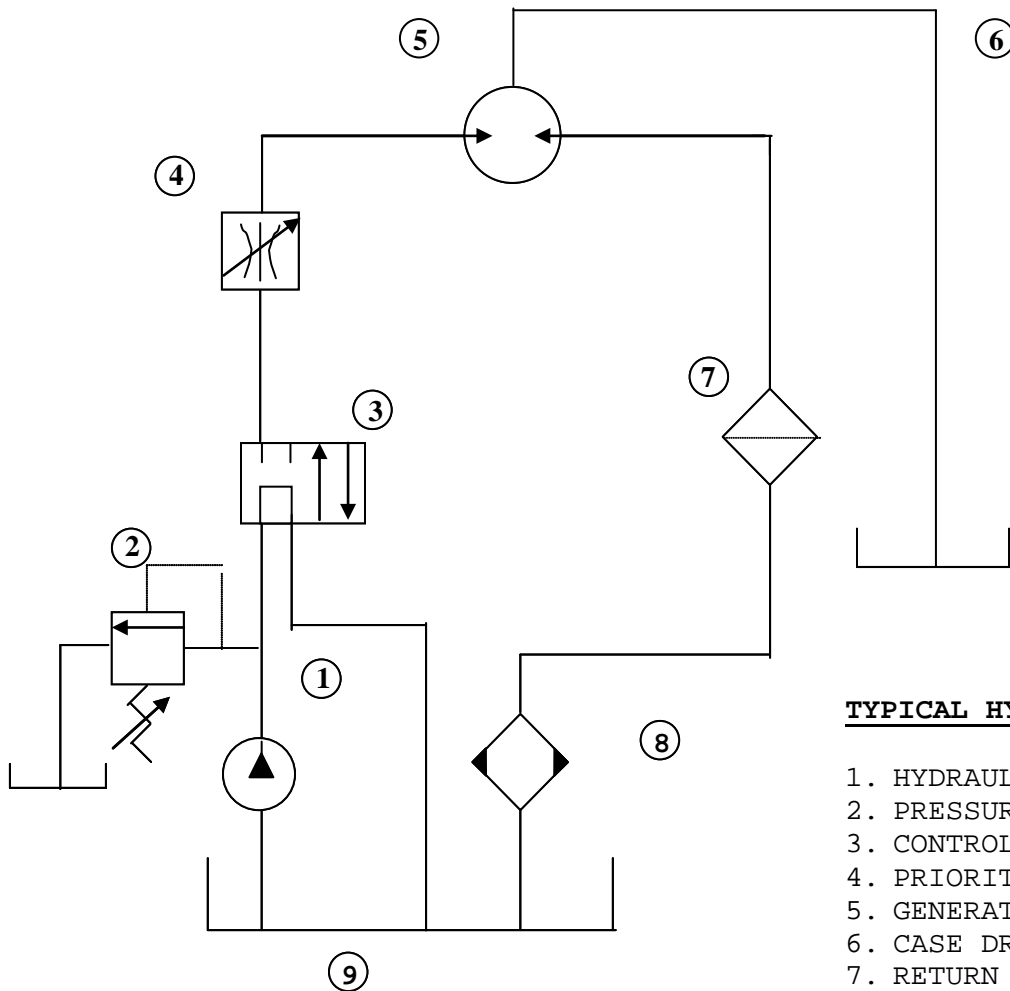 5
6
4
7
3
2
1
8
9
TYPICAL HY
1. HYDRAUL
2. PRESSUR
3. CONTROL
4. PRIORIT
5. GENERAT
6. CASE DR
7. RETURN